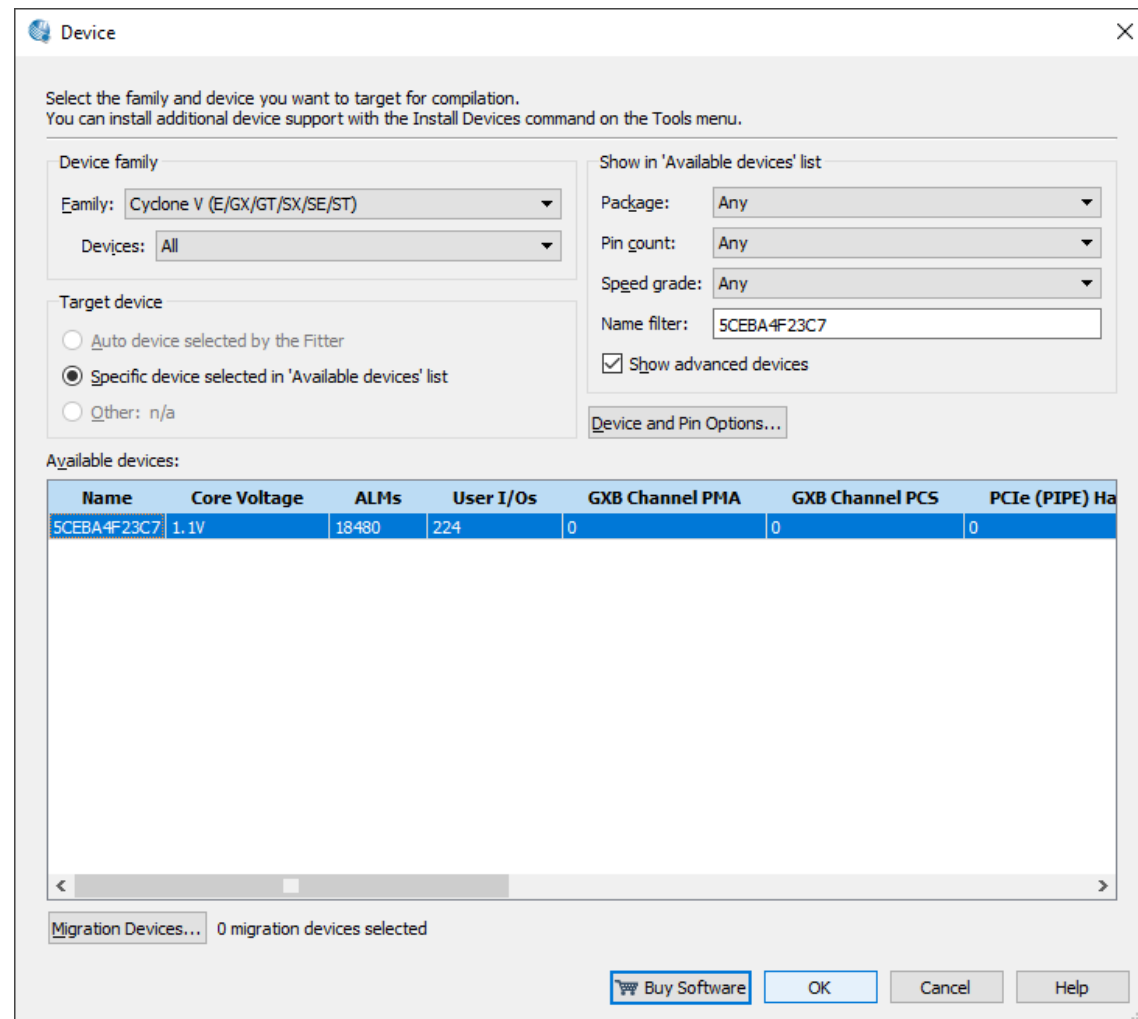 Device
Select the family and device you want to target for compilation.
You can install additional device support with the Install Devices command on the Tools menu.
Device family
Family: Cyclone V (E/GX/GT/SX/SE/ST)
Devices: All
Target device
Auto device selected by the Fitter
Specific device selected in 'Available devices' list
Other: n/a
Show in 'Available devices' list
Package: Any
Pin count: Any
Speed grade: Any
Name filter: 5CEBA4F23C7
Show advanced devices
Device and Pin Options...
Available devices:
Name Core Voltage ALMs User I/Os GXB Channel PMA GXB Channel PCS PCIe (PIPE) Ha
5CEBA4F23C7 1.1V 18480 224 0 0 0
Migration Devices... 0 migration devices selected
Buy Software OK Cancel Help